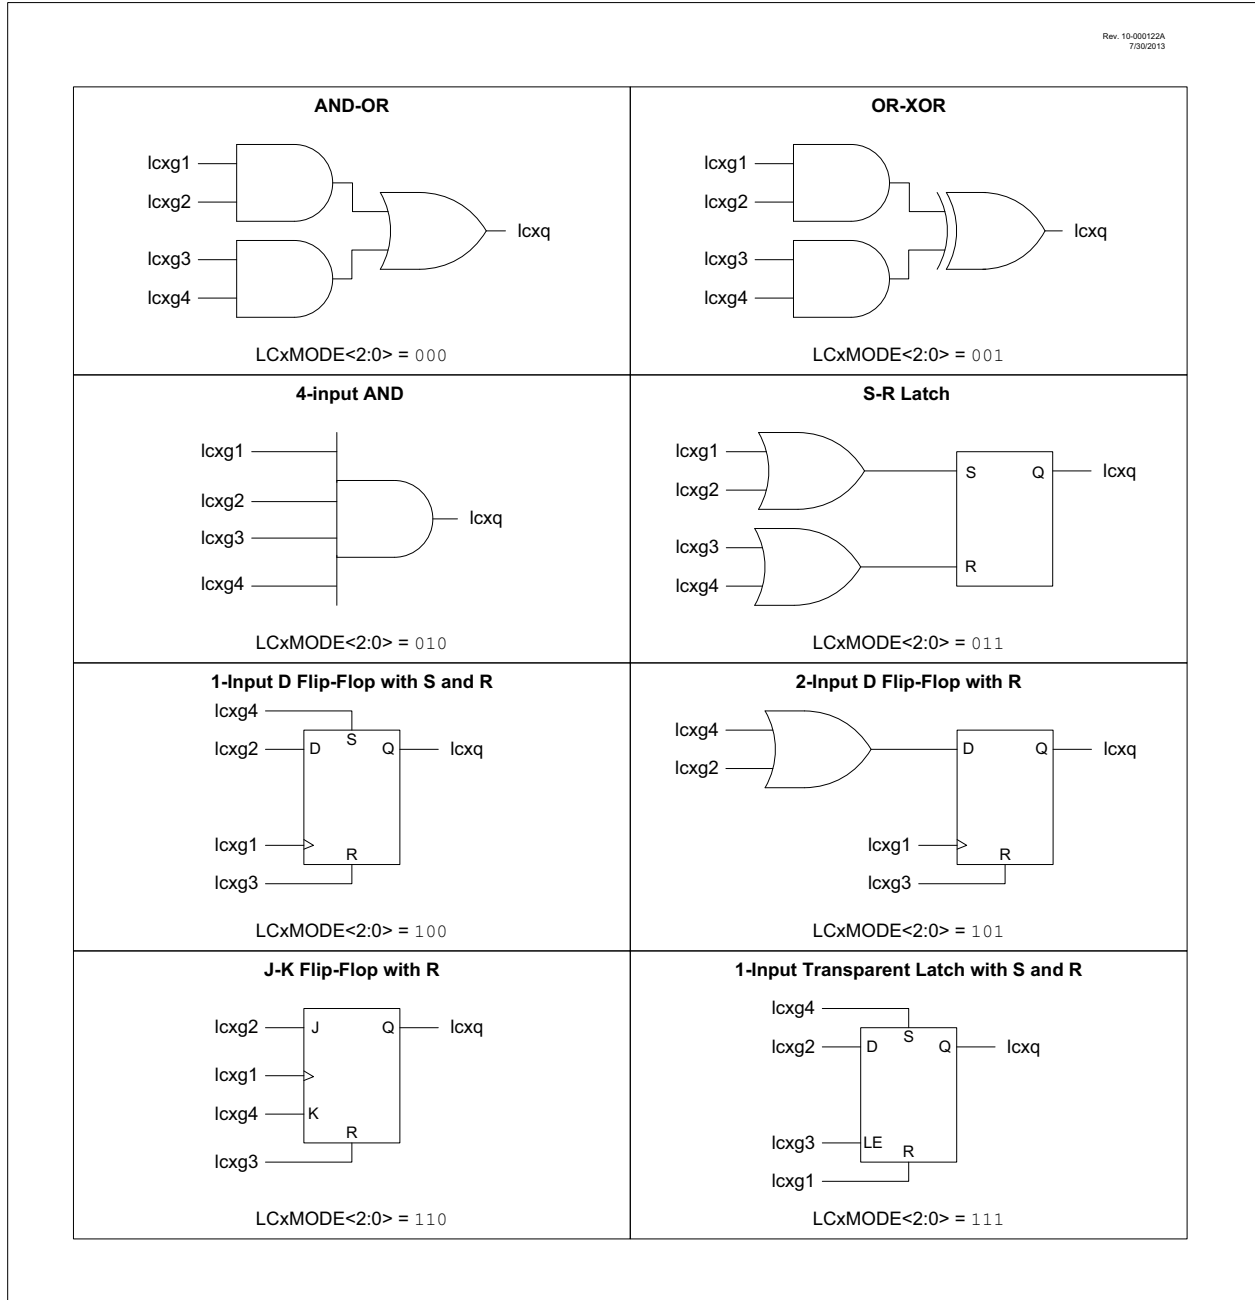 Rev. 10-000122A
7/30/2013
AND-OR
lcxg1
lcxg2
lcxg3
lcxg4
lcxq
LCxMODE<2:0> = 000
OR-XOR
lcxg1
lcxg2
lcxg3
lcxg4
lcxq
LCxMODE<2:0> = 001
4-input AND
lcxg1
lcxg2
lcxg3
lcxg4
lcxq
LCxMODE<2:0> = 010
S-R Latch
lcxg1
lcxg2
lcxg3
lcxg4
S
Q
lcxq
R
LCxMODE<2:0> = 011
1-Input D Flip-Flop with S and R
lcxg4
S
lcxg2
D
Q
lcxq
lcxg1
R
lcxg3
LCxMODE<2:0> = 100
2-Input D Flip-Flop with R
lcxg4
lcxg2
D
Q
lcxq
lcxg1
R
lcxg3
LCxMODE<2:0> = 101
J-K Flip-Flop with R
lcxg2
J
Q
lcxq
lcxg1
lcxg4
K
R
lcxg3
LCxMODE<2:0> = 110
1-Input Transparent Latch with S and R
lcxg4
S
lcxg2
D
Q
lcxq
lcxg3
LE
R
lcxg1
LCxMODE<2:0> = 111